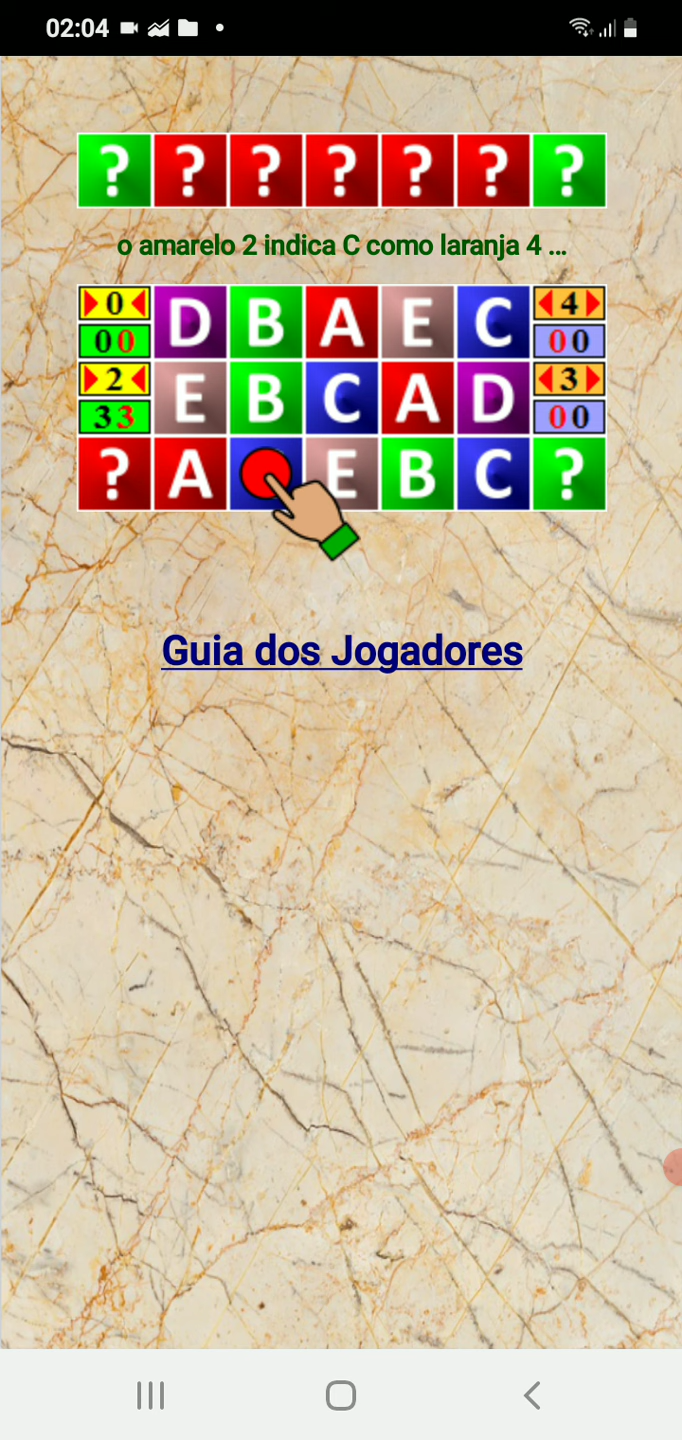 02:04
? ? ? ? ? ? ?
o amarelo 2 indica C como laranja 4 ...
0 D B A E C 4
00 00
2 E B C A D 3
33 00
? A E B C ?
Guia dos Jogadores